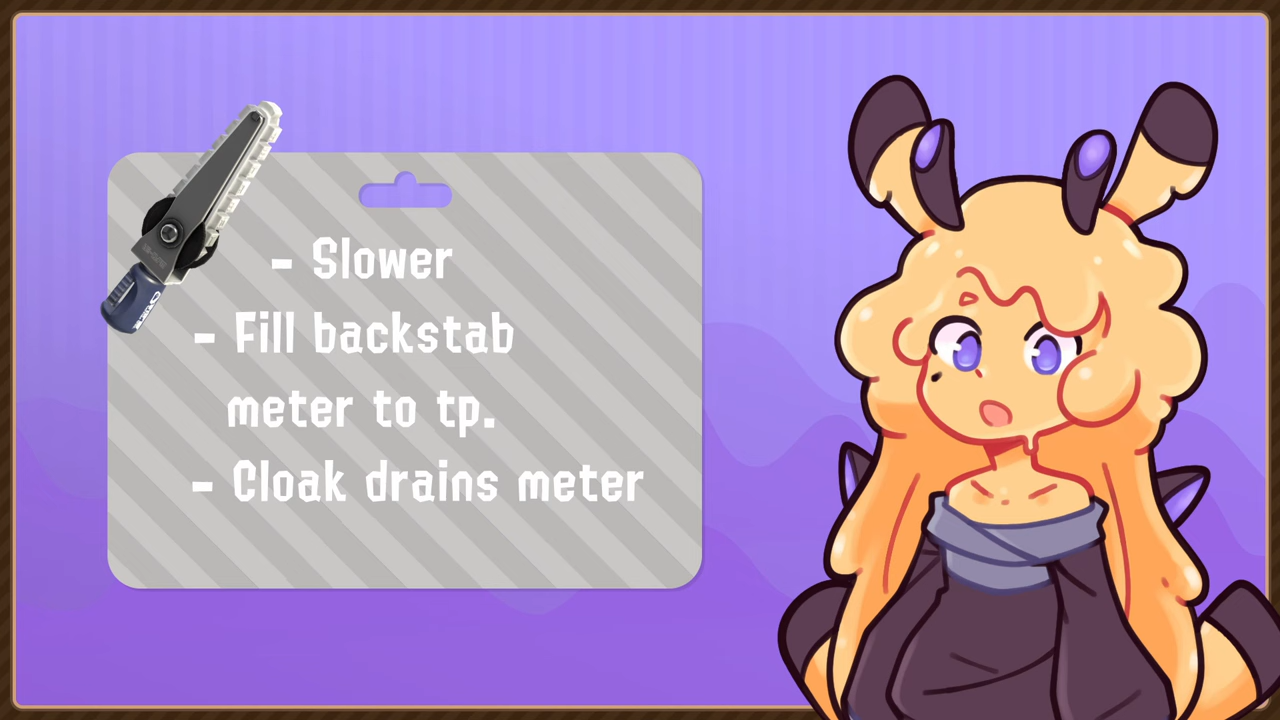 - Slower
- Fill backstab
meter to tp.
- Cloak drains meter